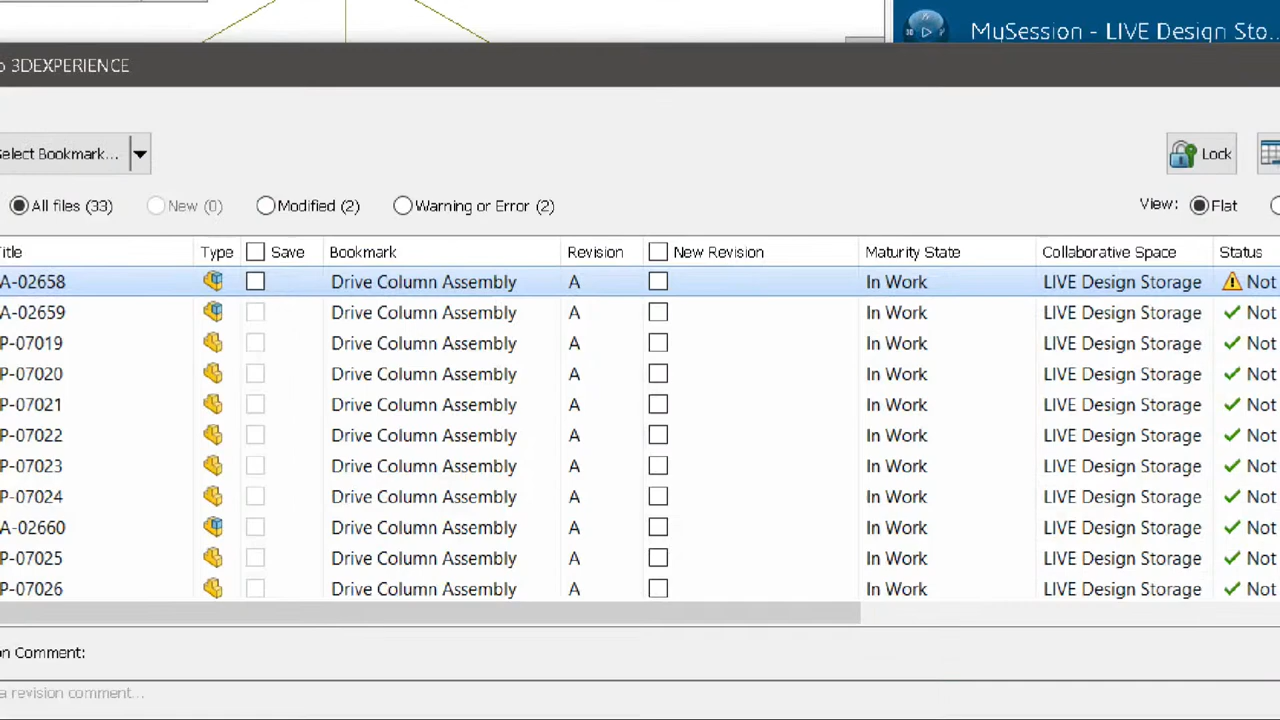 MySession - LIVE Design Sto...
o 3DEXPERIENCE
Select Bookmark...
Lock
All files (33) New (0) Modified (2) Warning or Error (2) View: Flat
Title Type Save Bookmark Revision New Revision Maturity State Collaborative Space Status
A-02658 Drive Column Assembly A In Work LIVE Design Storage Not
A-02659 Drive Column Assembly A In Work LIVE Design Storage Not
P-07019 Drive Column Assembly A In Work LIVE Design Storage Not
P-07020 Drive Column Assembly A In Work LIVE Design Storage Not
P-07021 Drive Column Assembly A In Work LIVE Design Storage Not
P-07022 Drive Column Assembly A In Work LIVE Design Storage Not
P-07023 Drive Column Assembly A In Work LIVE Design Storage Not
P-07024 Drive Column Assembly A In Work LIVE Design Storage Not
A-02660 Drive Column Assembly A In Work LIVE Design Storage Not
P-07025 Drive Column Assembly A In Work LIVE Design Storage Not
P-07026 Drive Column Assembly A In Work LIVE Design Storage Not
on Comment:
a revision comment...